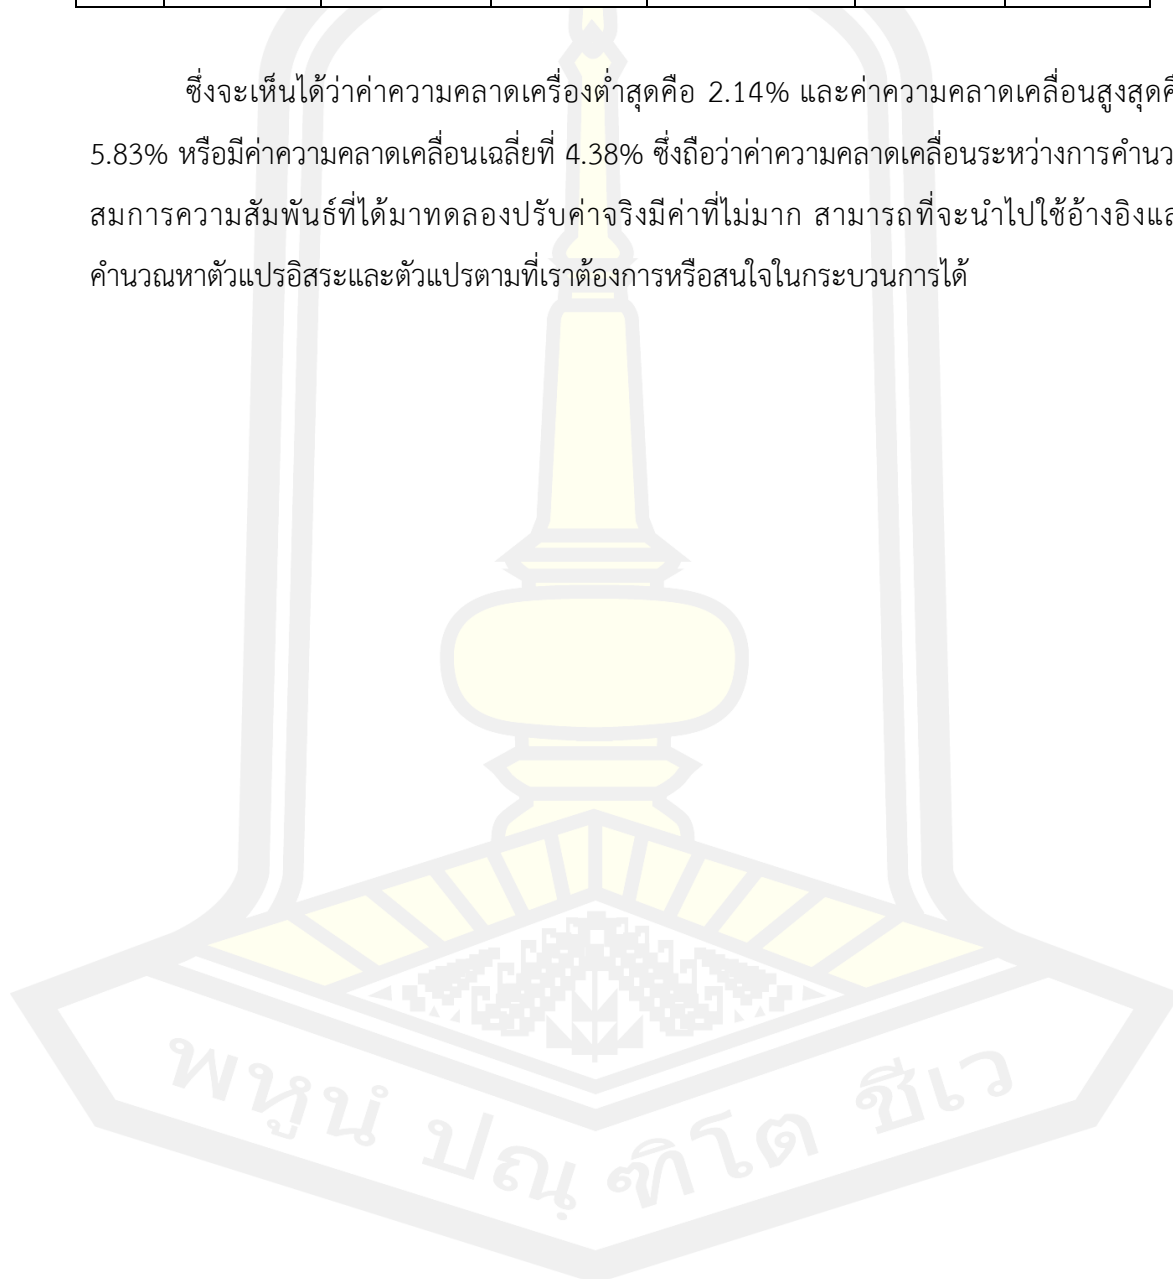 ซึ่งจะเห็นได้ว่าค่าความคลาดเครื่องต่ำสุดคือ 2.14% และค่าความคลาดเคลื่อนสูงสุด
5.83% หรือมีค่าความคลาดเคลื่อนเฉลี่ยที่ 4.38% ซึ่งถือว่าค่าความคลาดเคลื่อนระหว่างการคำนว
สมการความสัมพันธ์ที่ได้มาทดลองปรับค่าจริงมีค่าที่ไม่มาก สามารถที่จะนำไปใช้อ้างอิง
คำนวณหาตัวแปรอิสระและตัวแปรตามที่เราต้องการหรือสนใจในกระบวนการได้
พหูนํ ปณฺฑิโต ชีเว